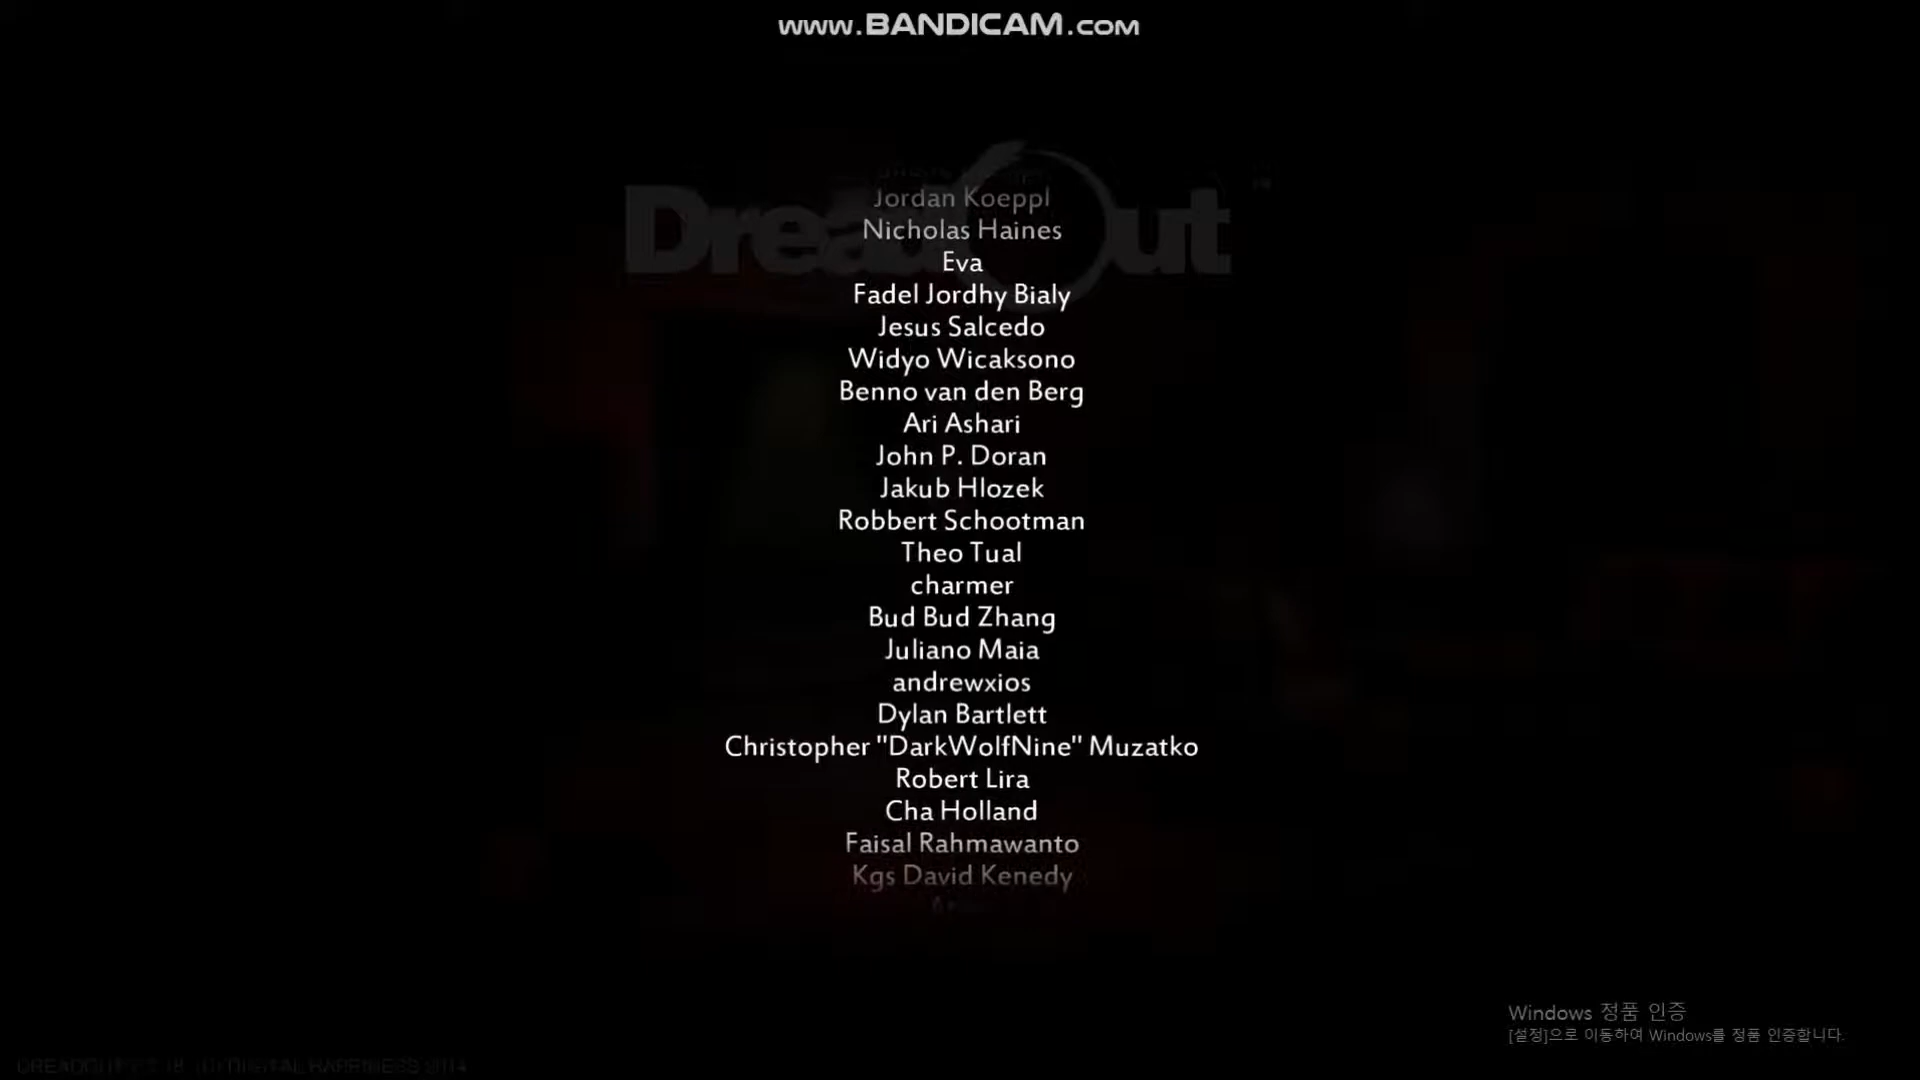 www.BANDICAM.com
DreadOut
Jordan Koeppl
Nicholas Haines
Eva
Fadel Jordhy Bialy
Jesus Salcedo
Widyo Wicaksono
Benno van den Berg
Ari Ashari
John P. Doran
Jakub Hlozek
Robbert Schootman
Theo Tual
charmer
Bud Bud Zhang
Juliano Maia
andrewxios
Dylan Bartlett
Christopher "DarkWolfNine" Muzatko
Robert Lira
Cha Holland
Faisal Rahmawanto
Kgs David Kenedy
Windows 정품 인증
[설정]으로 이동하여 Windows를 정품 인증합니다.
DIGITAL HAPPINESS 2014